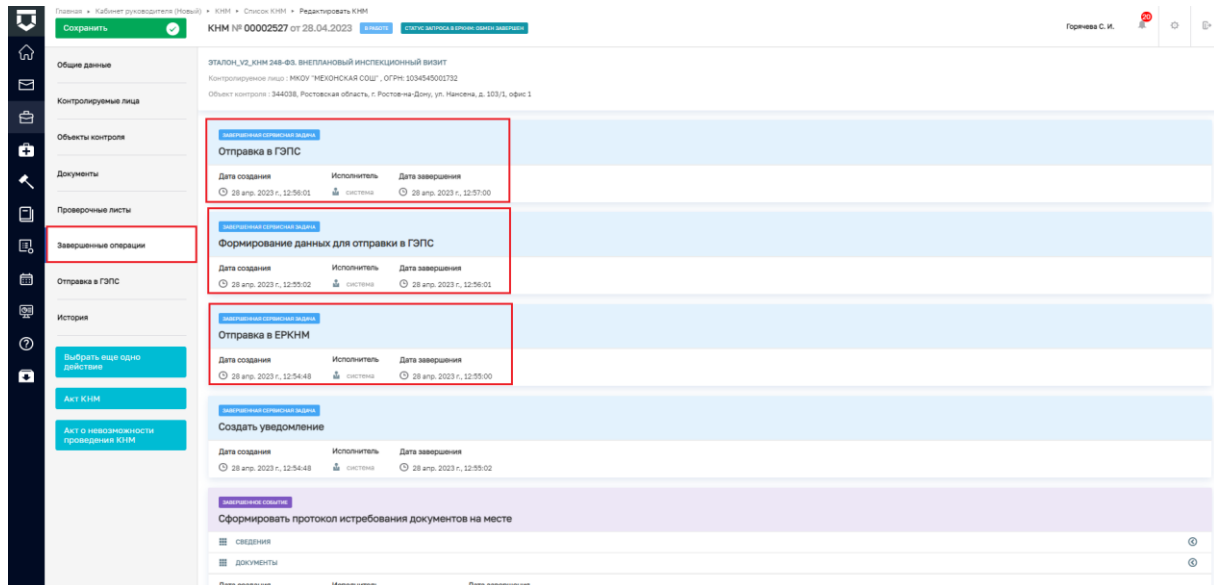 Главная • Кабинет руководителя (Новый) • КНМ • Список КНМ • Редактировать КНМ
Сохранить
КНМ № 00002527 от 28.04.2023 В РАБОТЕ СТАТУС ЗАПРОСА В ЕРКНМ: ОБМЕН ЗАВЕРШЕН
Горячева С. И.
20
Общие данные
Контролируемые лица
Объекты контроля
Документы
Проверочные листы
Завершенные операции
Отправка в ГЭПС
История
Выбрать еще одно
действие
Акт КНМ
Акт о невозможности
проведения КНМ
ЭТАЛОН_V2_КНМ 248-ФЗ. ВНЕПЛАНОВЫЙ ИНСПЕКЦИОННЫЙ ВИЗИТ
Контролируемое лицо : МКОУ "МЕХОНСКАЯ СОШ" , ОГРН: 1034545001732
Объект контроля : 344038, Ростовская область, г. Ростов-на-Дону, ул. Нансена, д. 103/1, офис 1
ЗАВЕРШЕННАЯ СЕРВИСНАЯ ЗАДАЧА
Отправка в ГЭПС
Дата создания Исполнитель Дата завершения
28 апр. 2023 г., 12:56:01 система 28 апр. 2023 г., 12:57:00
ЗАВЕРШЕННАЯ СЕРВИСНАЯ ЗАДАЧА
Формирование данных для отправки в ГЭПС
Дата создания Исполнитель Дата завершения
28 апр. 2023 г., 12:55:02 система 28 апр. 2023 г., 12:56:01
ЗАВЕРШЕННАЯ СЕРВИСНАЯ ЗАДАЧА
Отправка в ЕРКНМ
Дата создания Исполнитель Дата завершения
28 апр. 2023 г., 12:54:48 система 28 апр. 2023 г., 12:55:00
ЗАВЕРШЕННАЯ СЕРВИСНАЯ ЗАДАЧА
Создать уведомление
Дата создания Исполнитель Дата завершения
28 апр. 2023 г., 12:54:48 система 28 апр. 2023 г., 12:55:02
ЗАВЕРШЕННОЕ СОБЫТИЕ
Сформировать протокол истребования документов на месте
СВЕДЕНИЯ
ДОКУМЕНТЫ
Дата создания Исполнитель Дата завершения